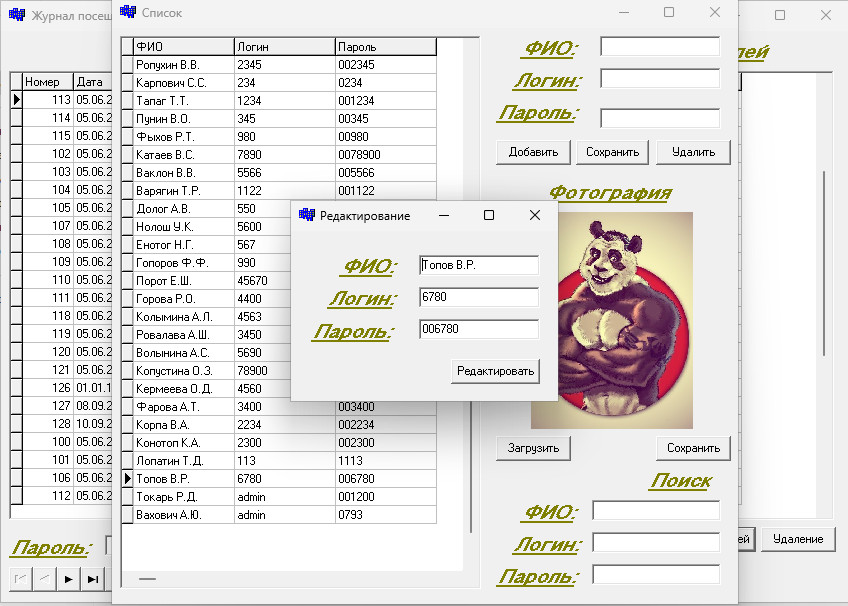 Журнал посещ
Список
лей
Номер Дата
113 05.06.2
114 05.06.2
115 05.06.2
102 05.06.2
103 05.06.2
104 05.06.2
105 05.06.2
107 05.06.2
108 05.06.2
109 05.06.2
110 05.06.2
111 05.06.2
118 05.06.2
119 05.06.2
120 05.06.2
121 05.06.2
126 01.01.1
127 08.09.2
128 10.09.2
100 05.06.2
101 05.06.2
106 05.06.2
112 05.06.2
Пароль:
ФИО Логин Пароль
Ропухин В.В. 2345 002345
Карпович С.С. 234 0234
Тапаг Т.Т. 1234 001234
Пунин В.О. 345 00345
Фыхов Р.Т. 980 00980
Катаев В.С. 7890 0078900
Ваклон В.В. 5566 005566
Варягин Т.Р. 1122 001122
Долог А.В. 550
Нолош У.К. 5600
Енотог Н.Г. 567
Гопоров Ф.Ф. 990
Порот Е.Ш. 45670
Горова Р.О. 4400
Колымина А.Л. 4563
Ровалава А.Ш. 3450
Волынина А.С. 5690
Копустина О.З. 78900
Кермеева О.Д. 4560
Фарова А.Т. 3400 003400
Корпа В.А. 2234 002234
Конотоп К.А. 2300 002300
Лопатин Т.Д. 113 1113
Топов В.Р. 6780 006780
Токарь Р.Д. admin 001200
Вахович А.Ю. admin 0793
ФИО:
Логин:
Пароль:
Добавить Сохранить Удалить
Фотография
Редактирование
ФИО: Топов В.Р.
Логин: 6780
Пароль: 006780
Редактировать
Загрузить Сохранить
Поиск
ФИО:
Логин:
Пароль:
ей Удаление